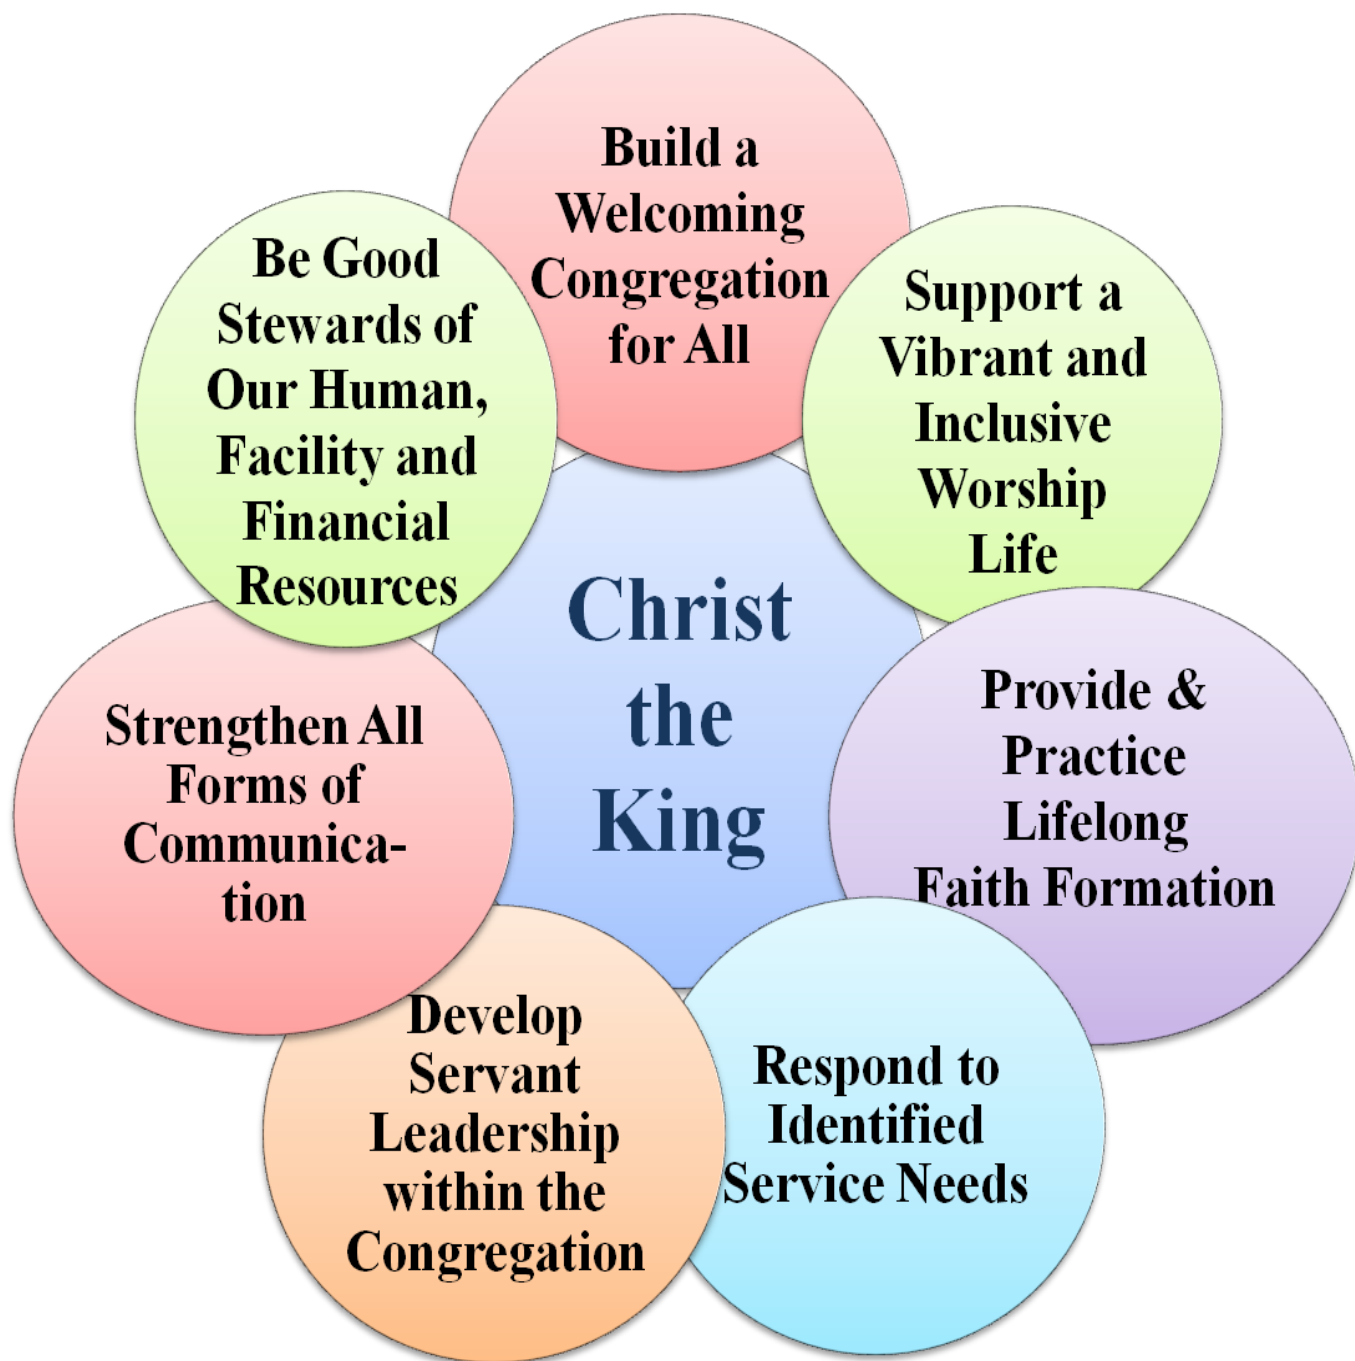 Build a
Welcoming
Congregation
for All
Support a
Vibrant and
Inclusive
Worship
Life
Provide &
Practice
Lifelong
Faith Formation
Respond to
Identified
Service Needs
Develop
Servant
Leadership
within the
Congregation
Strengthen All
Forms of
Communica-
tion
Be Good
Stewards of
Our Human,
Facility and
Financial
Resources
Christ
the
King